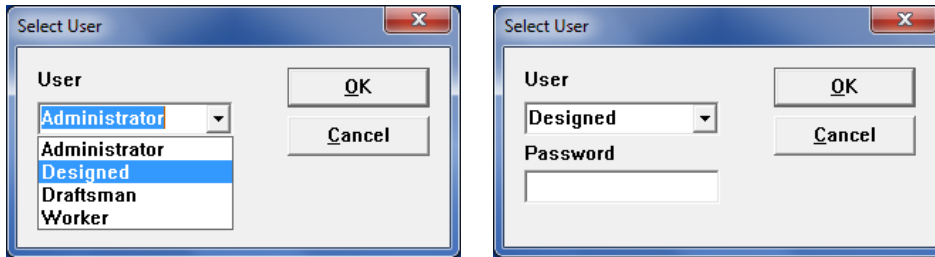 Select User
User
OK
Administrator
Cancel
Administrator
Designed
Draftsman
Worker
Select User
User
OK
Designed
Cancel
Password